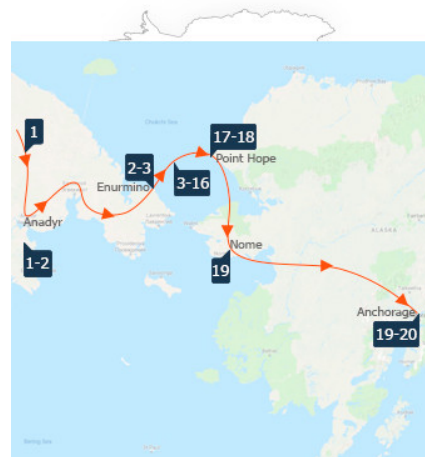 1
17-18
Point Hope
2-3
Enurmino
3-16
Anadyr
1-2
Nome
19
ALASKA
Anchorage
19-20